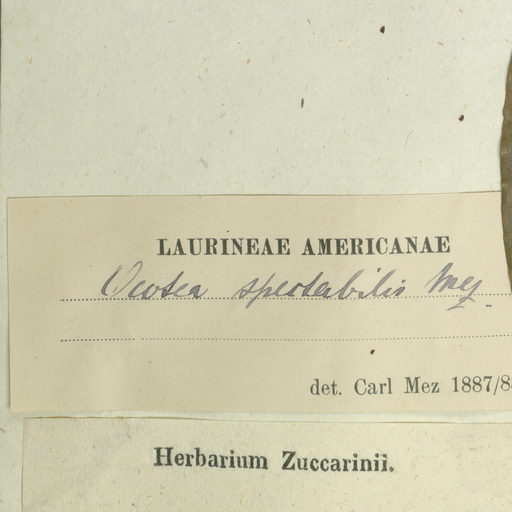 LAURINEAE AMERICANAE
Ocotea spectabilis Mez
det. Carl Mez 1887/8
Herbarium Zuccarinii.